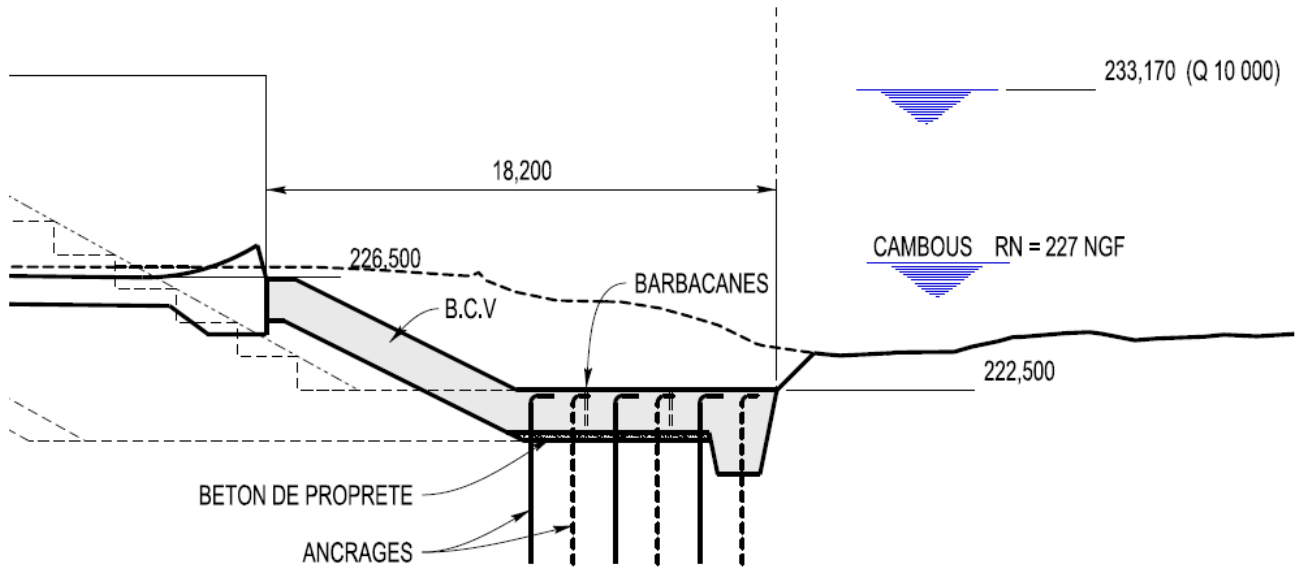 233,170 (Q 10 000)
18,200
CAMBOUS RN = 227 NGF
226,500
BARBACANES
B.C.V
222,500
BETON DE PROPRETE
ANCRAGES